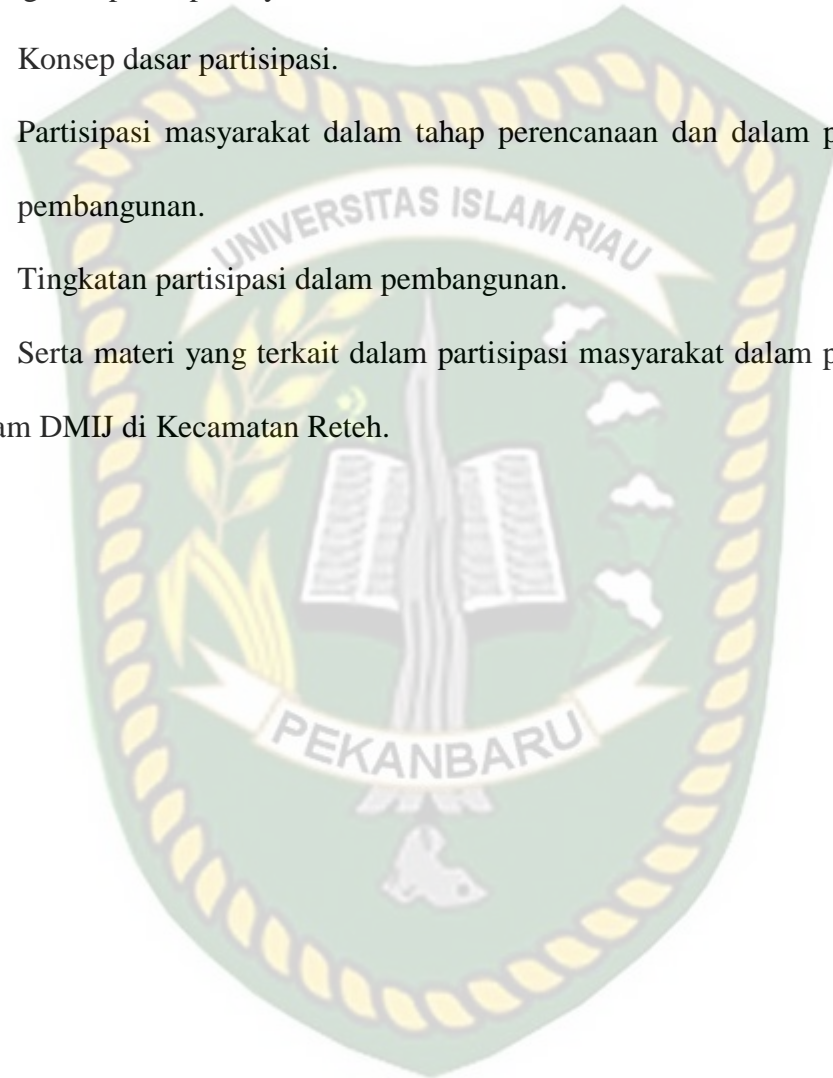 Konsep dasar partisipasi.
Partisipasi masyarakat dalam tahap perencanaan dan dalam
pembangunan.
UNIVERSITAS ISLAM RIAU
Tingkatan partisipasi dalam pembangunan.
Serta materi yang terkait dalam partisipasi masyarakat dalam
DMIJ di Kecamatan Reteh.
PEKANBARU